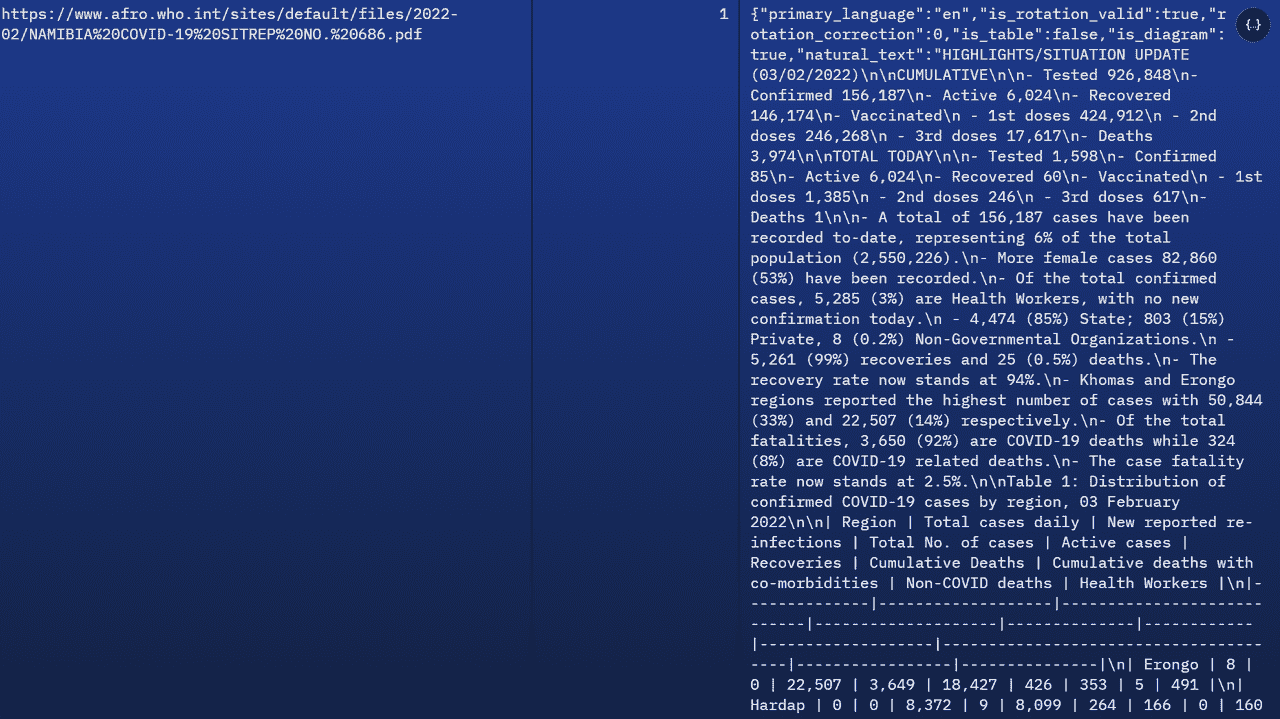 https://www.afro.who.int/sites/default/files/2022-
02/NAMIBIA%20COVID-19%20SITREP%20NO.%20686.pdf
1
{"primary_language":"en","is_rotation_valid":true,"r
otation_correction":0,"is_table":false,"is_diagram":
{..}
true,"natural_text":"HIGHLIGHTS/SITUATION UPDATE
(03/02/2022)\n\nCUMULATIVE\n\n- Tested 926,848\n-
Confirmed 156,187\n- Active 6,024\n- Recovered
146,174\n- Vaccinated\n - 1st doses 424,912\n - 2nd
doses 246,268\n - 3rd doses 17,617\n- Deaths
3,974\n\nTOTAL TODAY\n\n- Tested 1,598\n- Confirmed
85\n- Active 6,024\n- Recovered 60\n- Vaccinated\n - 1st
doses 1,385\n - 2nd doses 246\n - 3rd doses 617\n-
Deaths 1\n\n- A total of 156,187 cases have been
recorded to-date, representing 6% of the total
population (2,550,226).\n- More female cases 82,860
(53%) have been recorded.\n- Of the total confirmed
cases, 5,285 (3%) are Health Workers, with no new
confirmation today.\n - 4,474 (85%) State; 803 (15%)
Private, 8 (0.2%) Non-Governmental Organizations.\n -
5,261 (99%) recoveries and 25 (0.5%) deaths.\n- The
recovery rate now stands at 94%.\n- Khomas and Erongo
regions reported the highest number of cases with 50,844
(33%) and 22,507 (14%) respectively.\n- Of the total
fatalities, 3,650 (92%) are COVID-19 deaths while 324
(8%) are COVID-19 related deaths.\n- The case fatality
rate now stands at 2.5%.\n\nTable 1: Distribution of
confirmed COVID-19 cases by region, 03 February
2022\n\n| Region | Total cases daily | New reported re-
infections | Total No. of cases | Active cases |
Recoveries | Cumulative Deaths | Cumulative deaths with
co-morbidities | Non-COVID deaths | Health Workers |\n|-
-------------|-------------------|----------------------
------|--------------------|--------------|------------
|-------------------|-----------------------------------
----|-----------------|---------------|\n| Erongo | 8 |
0 | 22,507 | 3,649 | 18,427 | 426 | 353 | 5 | 491 |\n|
Hardap | 0 | 0 | 8,372 | 9 | 8,099 | 264 | 166 | 0 | 160